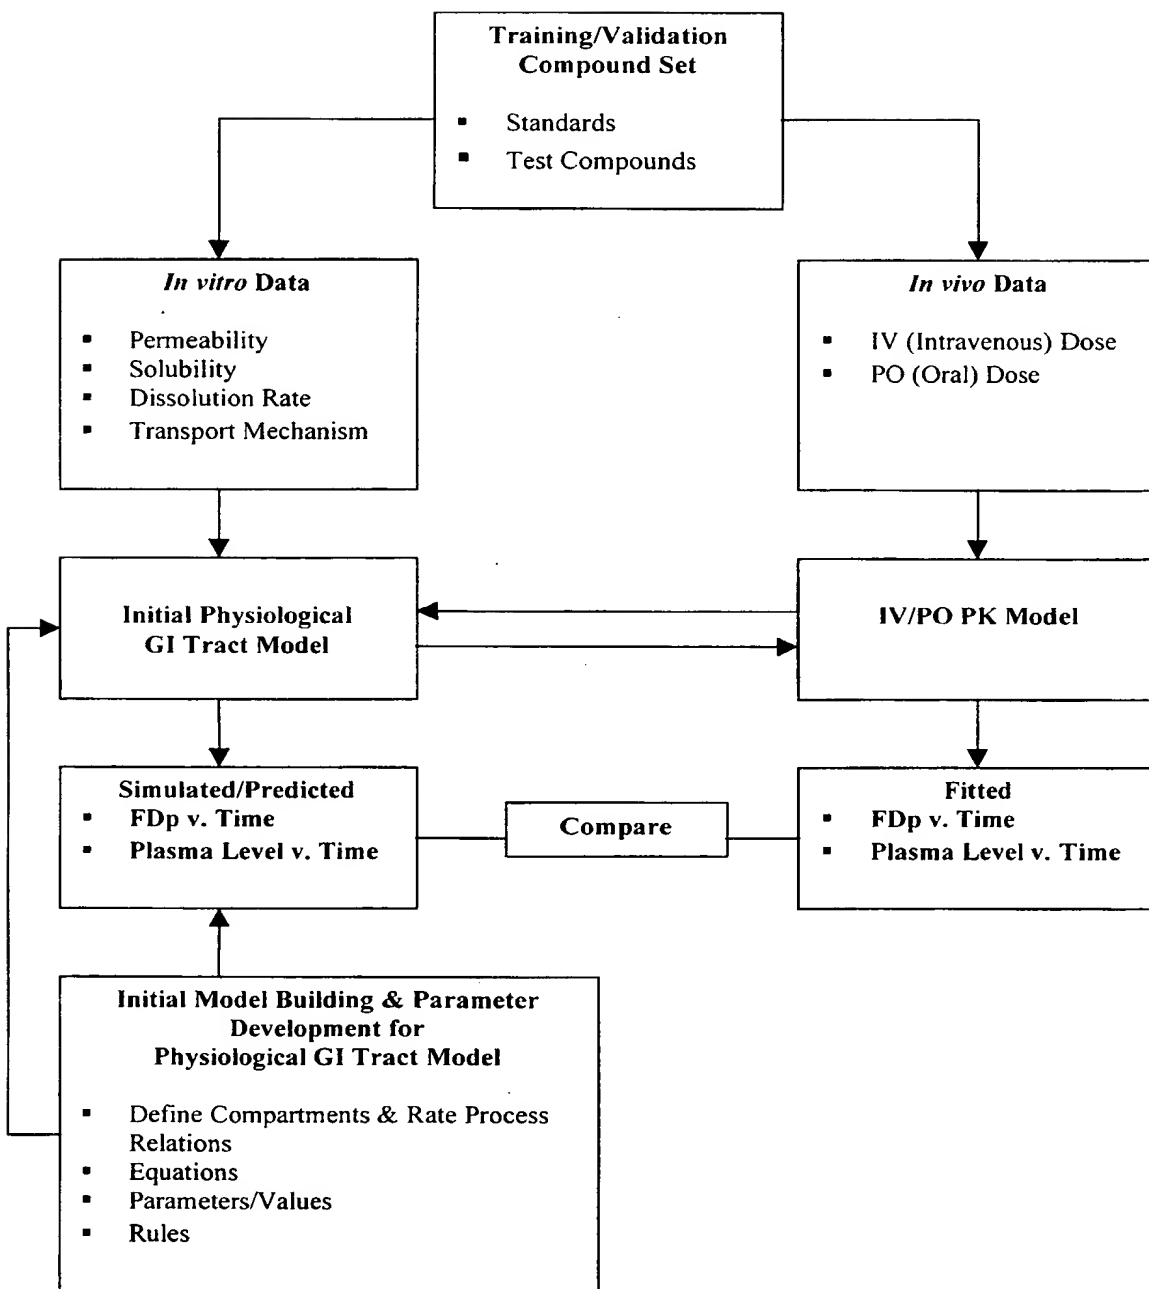 Training/Validation
Compound Set
▪ Standards
▪ Test Compounds
In vitro Data
▪ Permeability
▪ Solubility
▪ Dissolution Rate
▪ Transport Mechanism
In vivo Data
▪ IV (Intravenous) Dose
▪ PO (Oral) Dose
Initial Physiological
GI Tract Model
IV/PO PK Model
Simulated/Predicted
▪ FDp v. Time
▪ Plasma Level v. Time
Compare
Fitted
▪ FDp v. Time
▪ Plasma Level v. Time
Initial Model Building & Parameter
Development for
Physiological GI Tract Model
▪ Define Compartments & Rate Process
Relations
▪ Equations
▪ Parameters/Values
▪ Rules